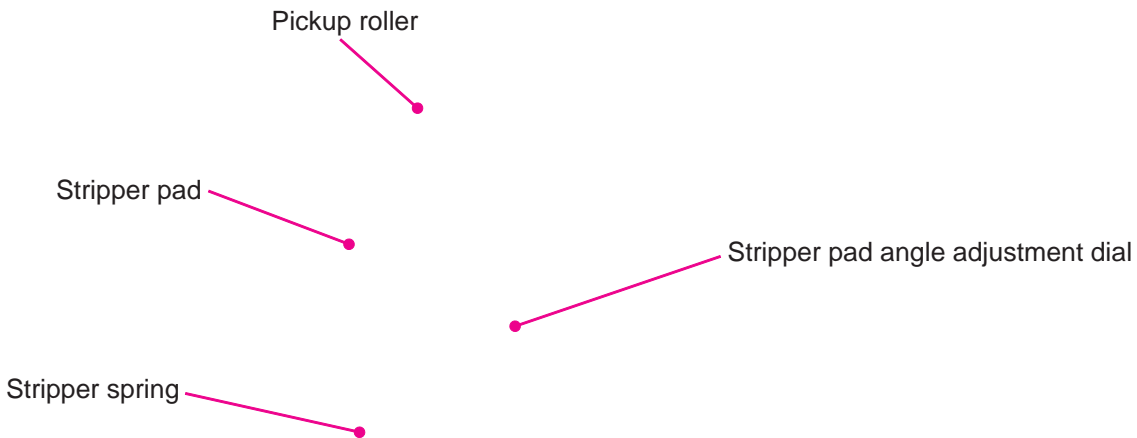 Pickup roller
Stripper pad
Stripper pad angle adjustment dial
Stripper spring